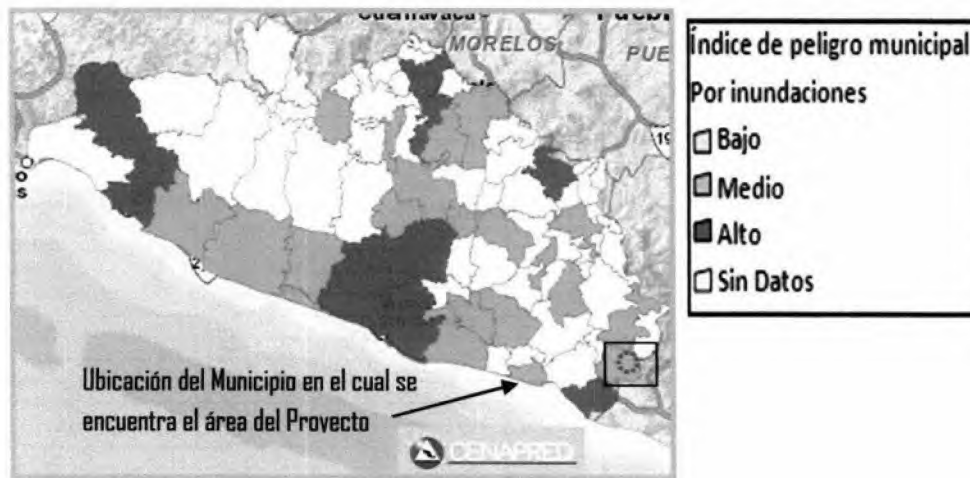 MORELOS
Índice de peligro municipal
Por inundaciones
Bajo
Medio
Alto
Sin Datos
Ubicación del Municipio en el cual se
encuentra el área del Proyecto
CENAPRED